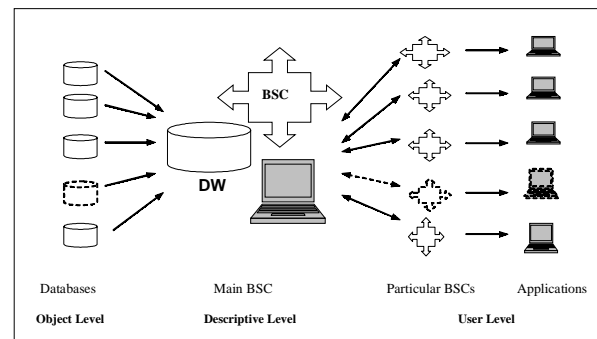 BSC
DW
Databases Main BSC Particular BSCs Applications
Object Level Descriptive Level User Level